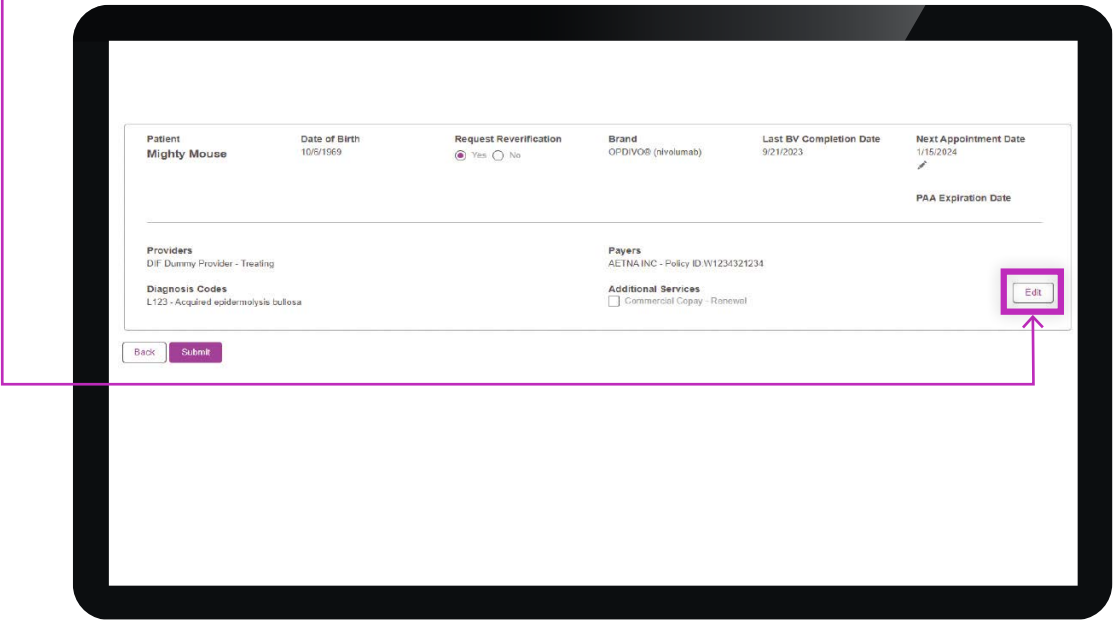 Patient
Date of Birth
Request Reverification
Brand
Last BV Completion Date
Next Appointment Date
Mighty Mouse
10/6/1969
Yes No
OPDIVO® (nivolumab)
9/21/2023
1/15/2024
PAA Expiration Date
Providers
DIF Dummy Provider - Treating
Payers
AETNA INC - Policy ID:W1234321234
Diagnosis Codes
L123 - Acquired epidermolysis bullosa
Additional Services
Commercial Copay - Renewal
Edit
Back
Submit